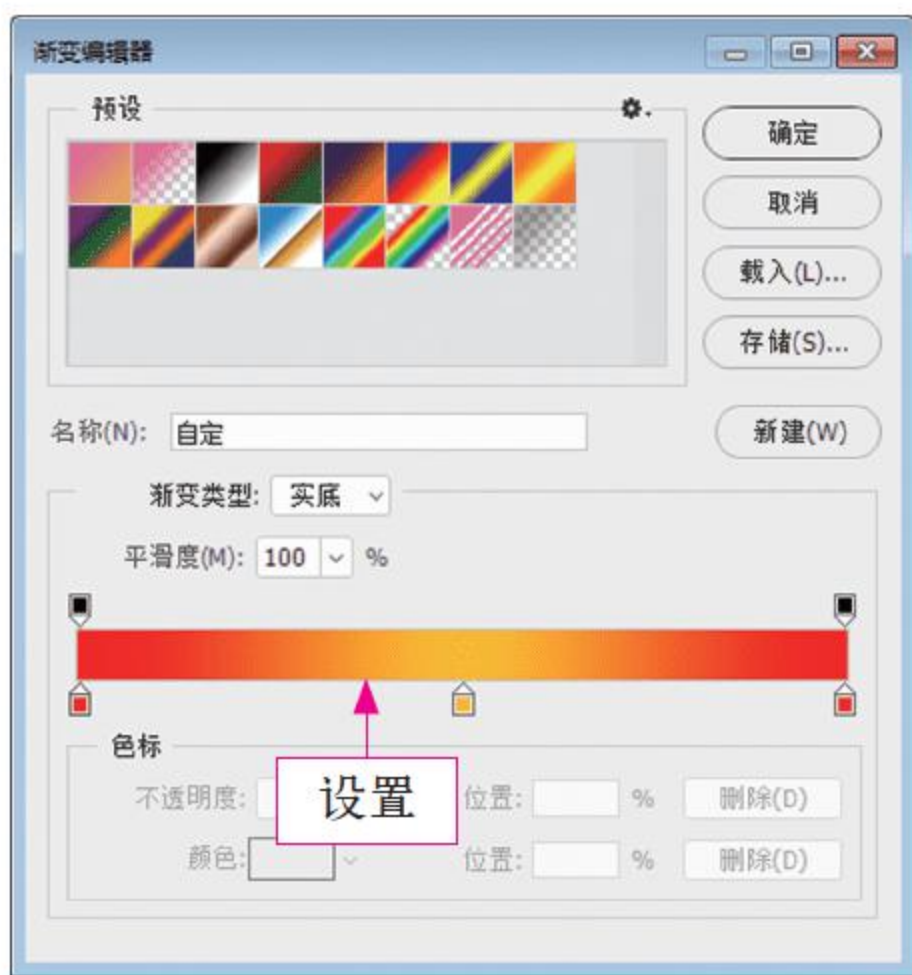 渐变编辑器
预设
确定
取消
载入(L)...
存储(S)...
名称(N): 自定
新建(W)
渐变类型: 实底
平滑度(M): 100 %
色标
不透明度: 位置: % 删除(D)
设置
颜色: 位置: % 删除(D)